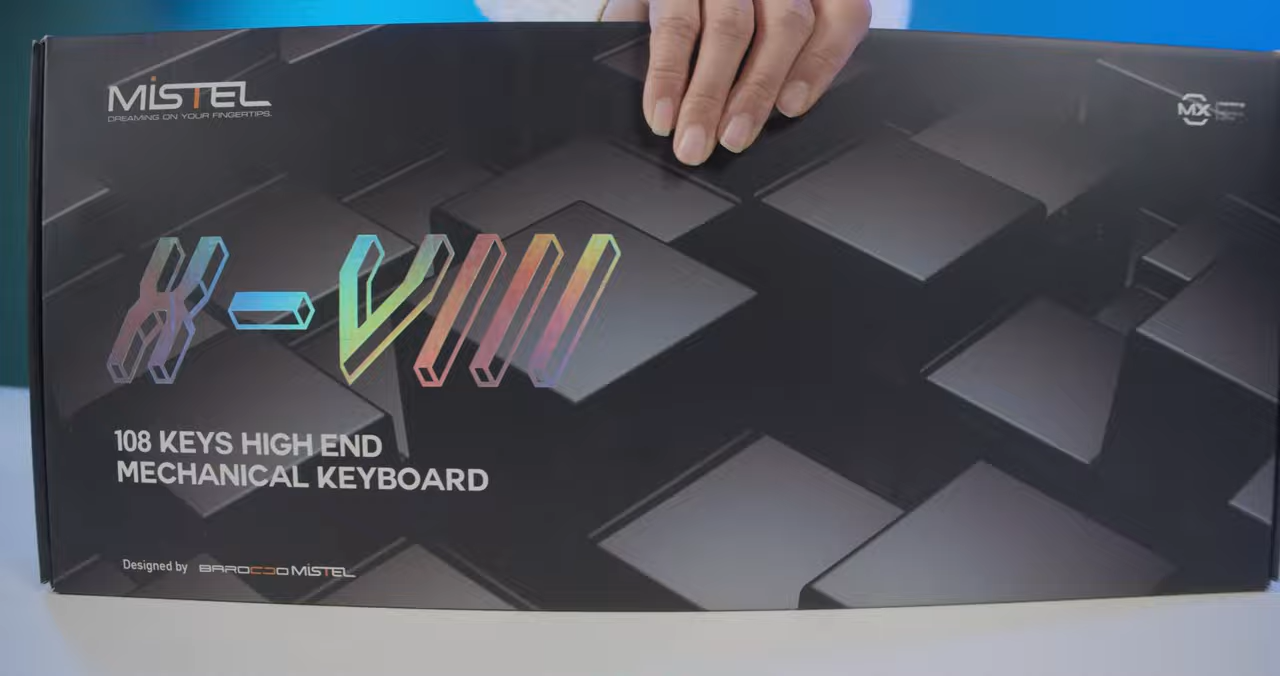 MiSTEL
DREAMING ON YOUR FINGERTIPS.
MX
X-VIII
108 KEYS HIGH END
MECHANICAL KEYBOARD
Designed by BAROCCO MiSTEL